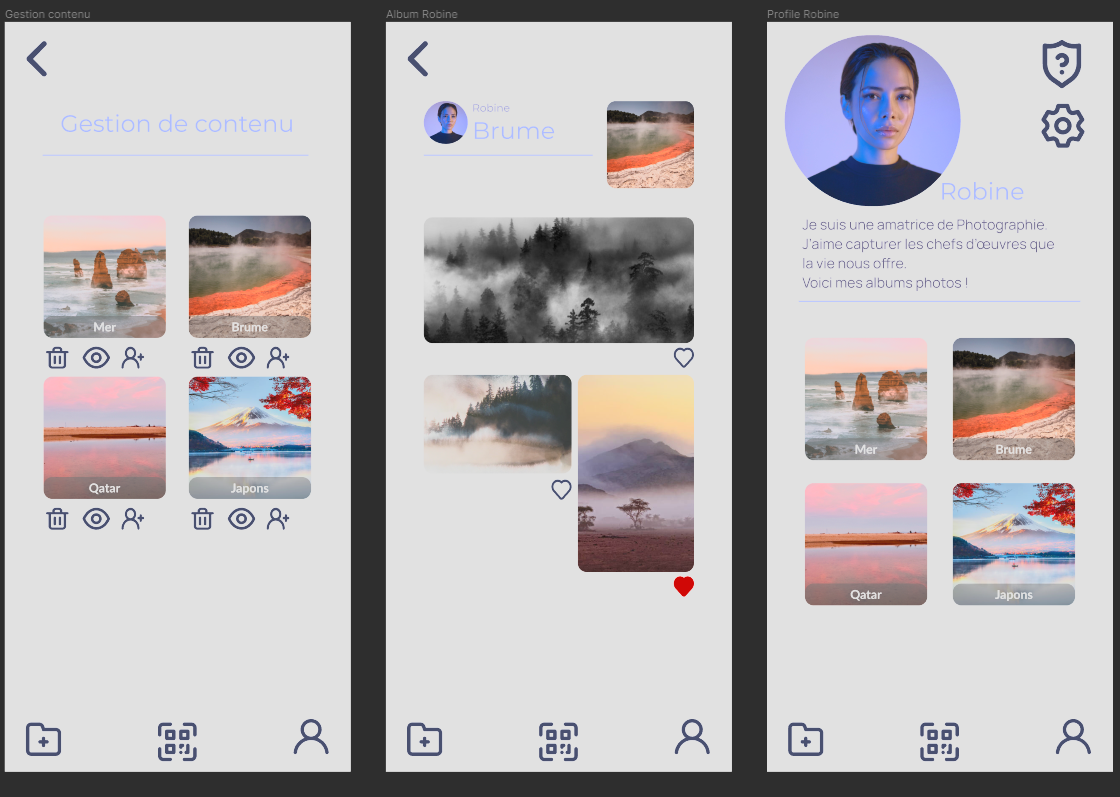 Gestion contenu
Gestion de contenu
Mer
Brume
Qatar
Japons
Album Robine
Robine
Brume
Profile Robine
?
Robine
Je suis une amatrice de Photographie.
J'aime capturer les chefs d'œuvres que
la vie nous offre.
Voici mes albums photos !
Mer
Brume
Qatar
Japons